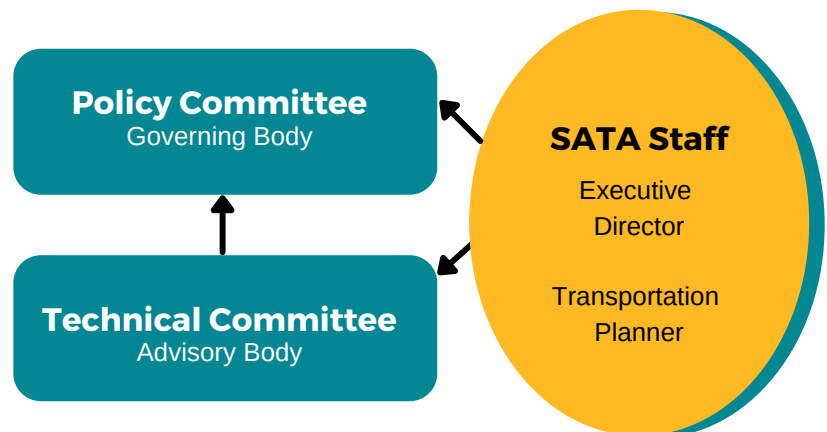 Policy Committee
Governing Body
Technical Committee
Advisory Body
SATA Staff
Executive
Director
Transportation
Planner